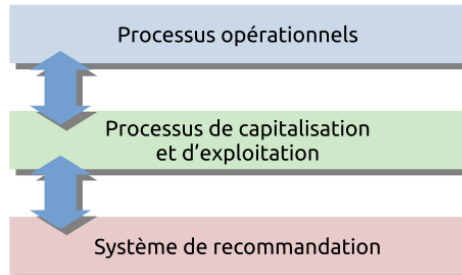 Processus opérationnels
Processus de capitalisation
et d'exploitation
Système de recommandation